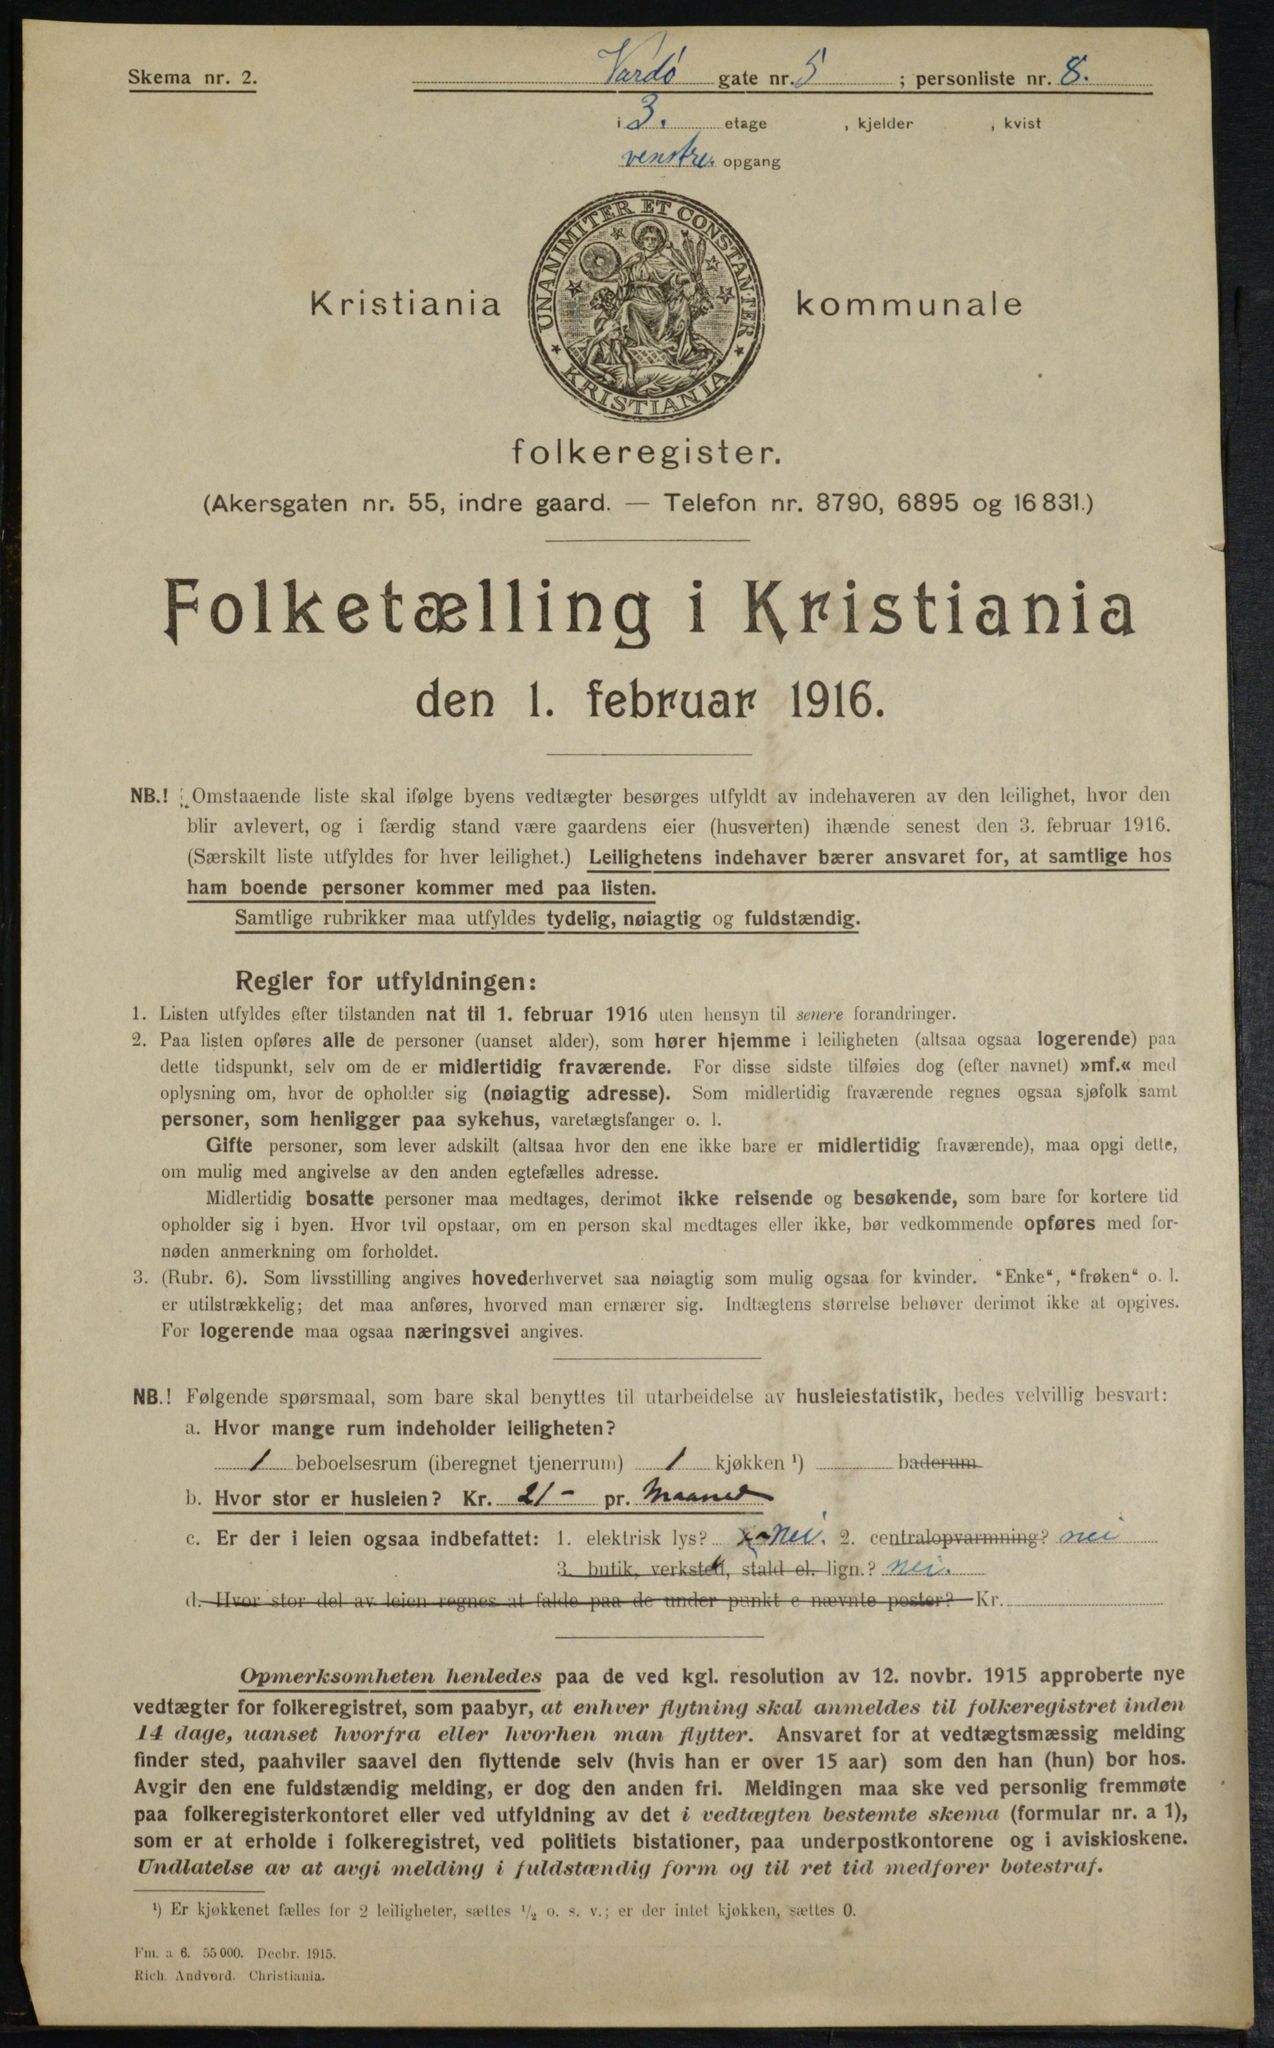 Skema nr. 2.
Vardø gate nr. 5 ; personliste nr. 8.
i 3. etage , kjelder , kvist
venstre opgang
UNANIMITER ET CONSTANTER
KRISTIANIA
Kristiania kommunale
folkeregister.
(Akersgaten nr. 55, indre gaard. — Telefon nr. 8790, 6895 og 16 831.)
Folketælling i Kristiania
den 1. februar 1916.
NB.! Omstaaende liste skal ifølge byens vedtægter besørges utfyldt av indehaveren av den leilighet, hvor den
blir avlevert, og i færdig stand være gaardens eier (husverten) ihænde senest den 3. februar 1916.
(Særskilt liste utfyldes for hver leilighet.) Leilighetens indehaver bærer ansvaret for, at samtlige hos
ham boende personer kommer med paa listen.
Samtlige rubrikker maa utfyldes tydelig, nøiagtig og fuldstændig.
Regler for utfyldningen:
1. Listen utfyldes efter tilstanden nat til 1. februar 1916 uten hensyn til senere forandringer.
2. Paa listen opføres alle de personer (uanset alder), som hører hjemme i leiligheten (altsaa ogsaa logerende) paa
dette tidspunkt, selv om de er midlertidig fraværende. For disse sidste tilføies dog (efter navnet) »mf.« med
oplysning om, hvor de opholder sig (nøiagtig adresse). Som midlertidig fraværende regnes ogsaa sjøfolk samt
personer, som henligger paa sykehus, varetægtsfanger o. l.
Gifte personer, som lever adskilt (altsaa hvor den ene ikke bare er midlertidig fraværende), maa opgi dette,
om mulig med angivelse av den anden egtefælles adresse.
Midlertidig bosatte personer maa medtages, derimot ikke reisende og besøkende, som bare for kortere tid
opholder sig i byen. Hvor tvil opstaar, om en person skal medtages eller ikke, bør vedkommende opføres med for-
nøden anmerkning om forholdet.
3. (Rubr. 6). Som livsstilling angives hovederhvervet saa nøiagtig som mulig ogsaa for kvinder. "Enke", "frøken" o. l.
er utilstrækkelig; det maa anføres, hvorved man ernærer sig. Indtægtens størrelse behøver derimot ikke at opgives.
For logerende maa ogsaa næringsvei angives.
NB.! Følgende spørsmaal, som bare skal benyttes til utarbeidelse av husleiestatistik, bedes velvillig besvart:
a. Hvor mange rum indeholder leiligheten?
1 beboelsesrum (iberegnet tjenerrum) 1 kjøkken ¹) baderum
b. Hvor stor er husleien? Kr. 21– pr. Maaned
c. Er der i leien ogsaa indbefattet: 1. elektrisk lys? nei. 2. centralopvarmning? nei
3. butik, verksted, stald el. lign.? nei.
d. Hvor stor del av leien regnes at falde paa de under punkt c nævnte poster? Kr.
Opmerksomheten henledes paa de ved kgl. resolution av 12. novbr. 1915 approberte nye
vedtægter for folkeregistret, som paabyr, at enhver flytning skal anmeldes til folkeregistret inden
14 dage, uanset hvorfra eller hvorhen man flytter. Ansvaret for at vedtægtsmæssig melding
finder sted, paahviler saavel den flyttende selv (hvis han er over 15 aar) som den han (hun) bor hos.
Avgir den ene fuldstændig melding, er dog den anden fri. Meldingen maa ske ved personlig fremmøte
paa folkeregisterkontoret eller ved utfyldning av det i vedtægten bestemte skema (formular nr. a 1),
som er at erholde i folkeregistret, ved politiets bistationer, paa underpostkontorene og i aviskioskene.
Undlatelse av at avgi melding i fuldstændig form og til ret tid medfører bøtestraf.
¹) Er kjøkkenet fælles for 2 leiligheter, sættes ½ o. s. v.; er der intet kjøkken, sættes 0.
Fm. a 6. 55 000. Decbr. 1915.
Rich. Andvord. Christiania.